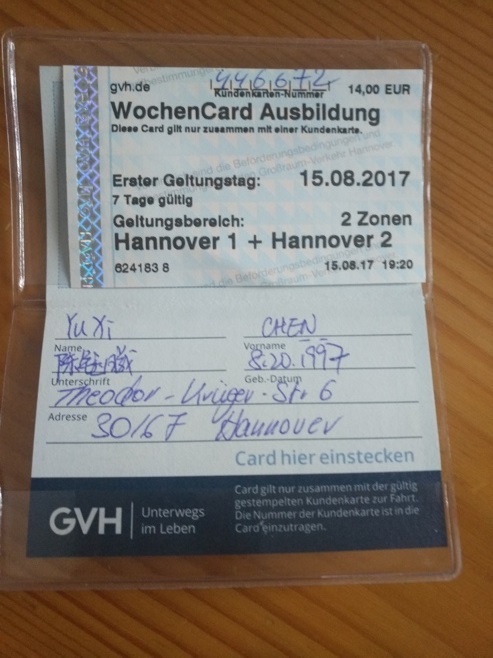 gvh.de 446672 14,00 EUR
Kundenkarten-Nummer
WochenCard Ausbildung
Diese Card gilt nur zusammen mit einer Kundenkarte.
Erster Geltungstag: 15.08.2017
7 Tage gültig
Geltungsbereich: 2 Zonen
Hannover 1 + Hannover 2
624183 8 15.08.17 19:20
YuXi CHEN
Name Vorname
8.20.1997
Unterschrift Geb.-Datum
Theodor-Krüger-Str 6
Adresse
30167 Hannover
Card hier einstecken
GVH Unterwegs
im Leben
Card gilt nur zusammen mit der gültig
gestempelten Kundenkarte zur Fahrt.
Die Nummer der Kundenkarte ist in die
Card einzutragen.